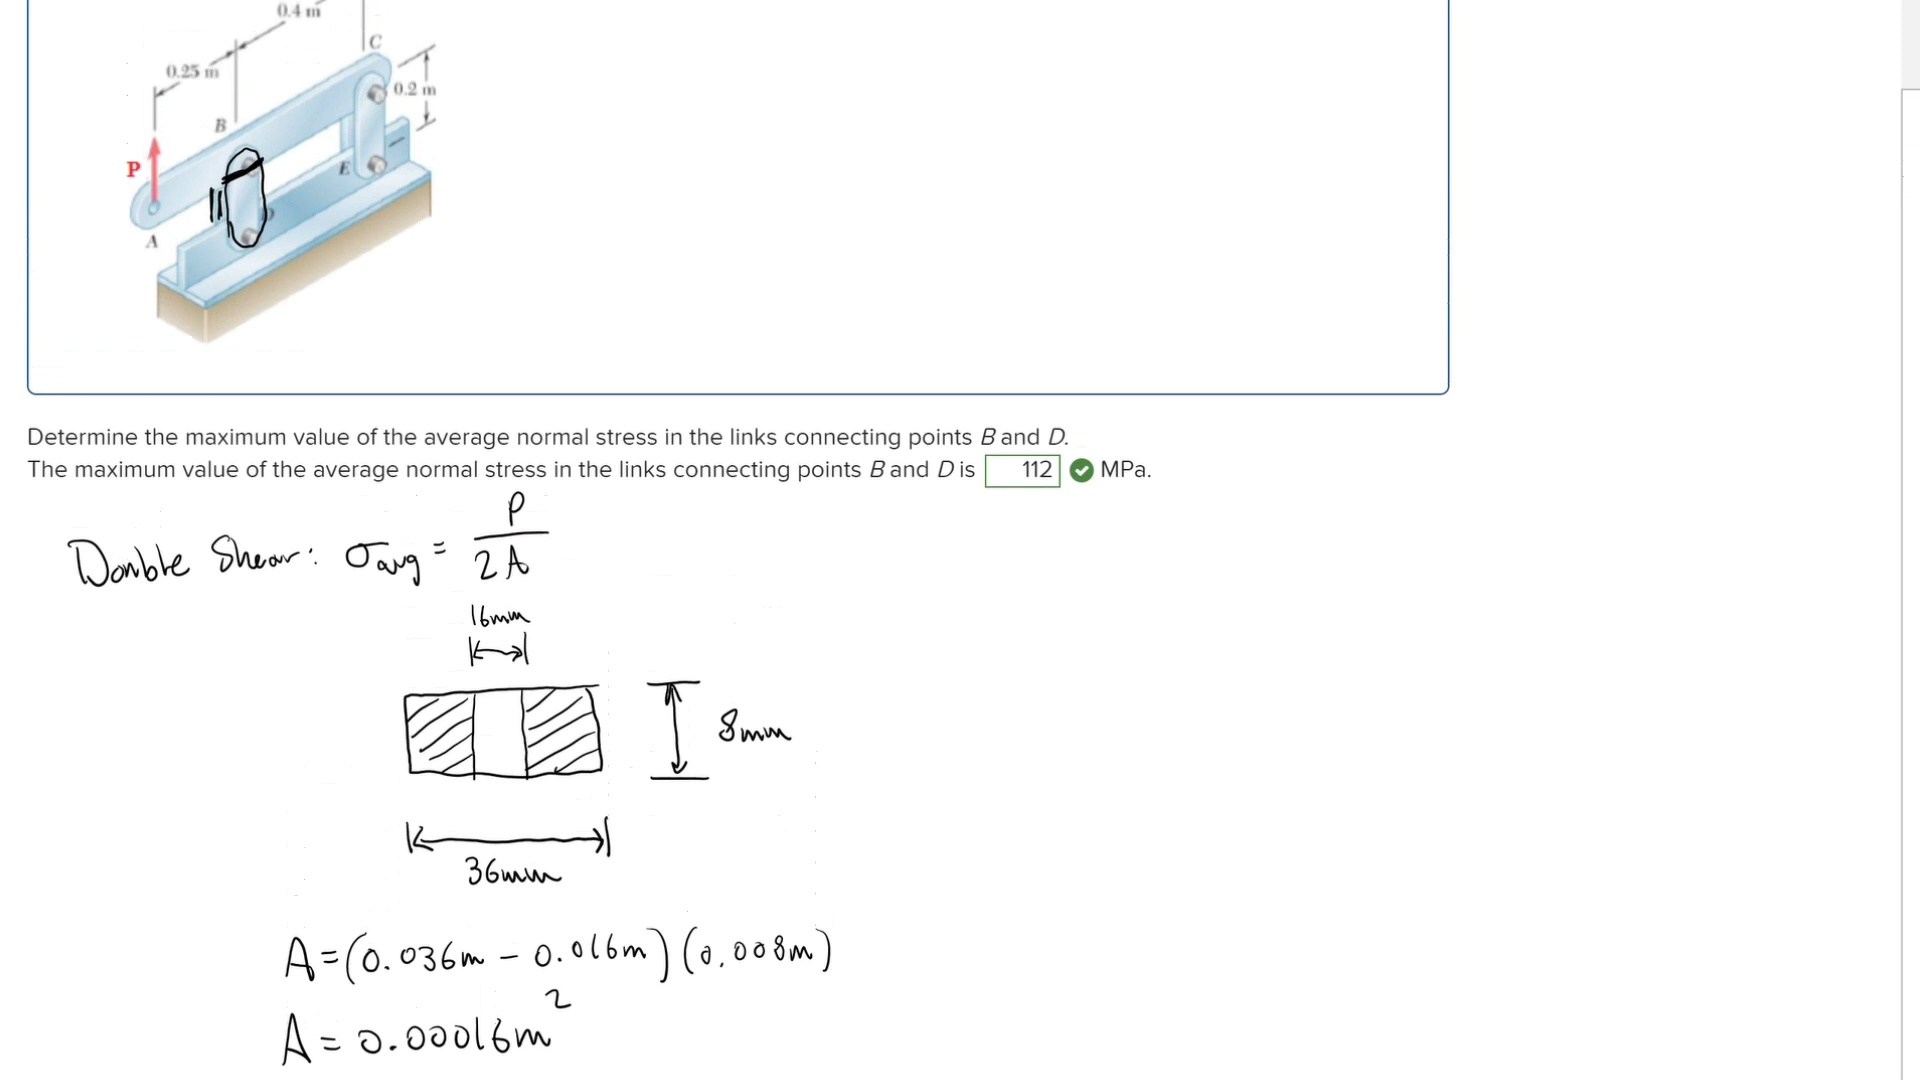 0.4 m
C
0.25 m
0.2 m
B
P
E
A
Determine the maximum value of the average normal stress in the links connecting points B and D.
The maximum value of the average normal stress in the links connecting points B and D is 112 MPa.
Double Shear: σavg = P / 2A
16mm
8mm
36mm
A=(0.036m - 0.016m)(0.008m)
A= 0.00016m²